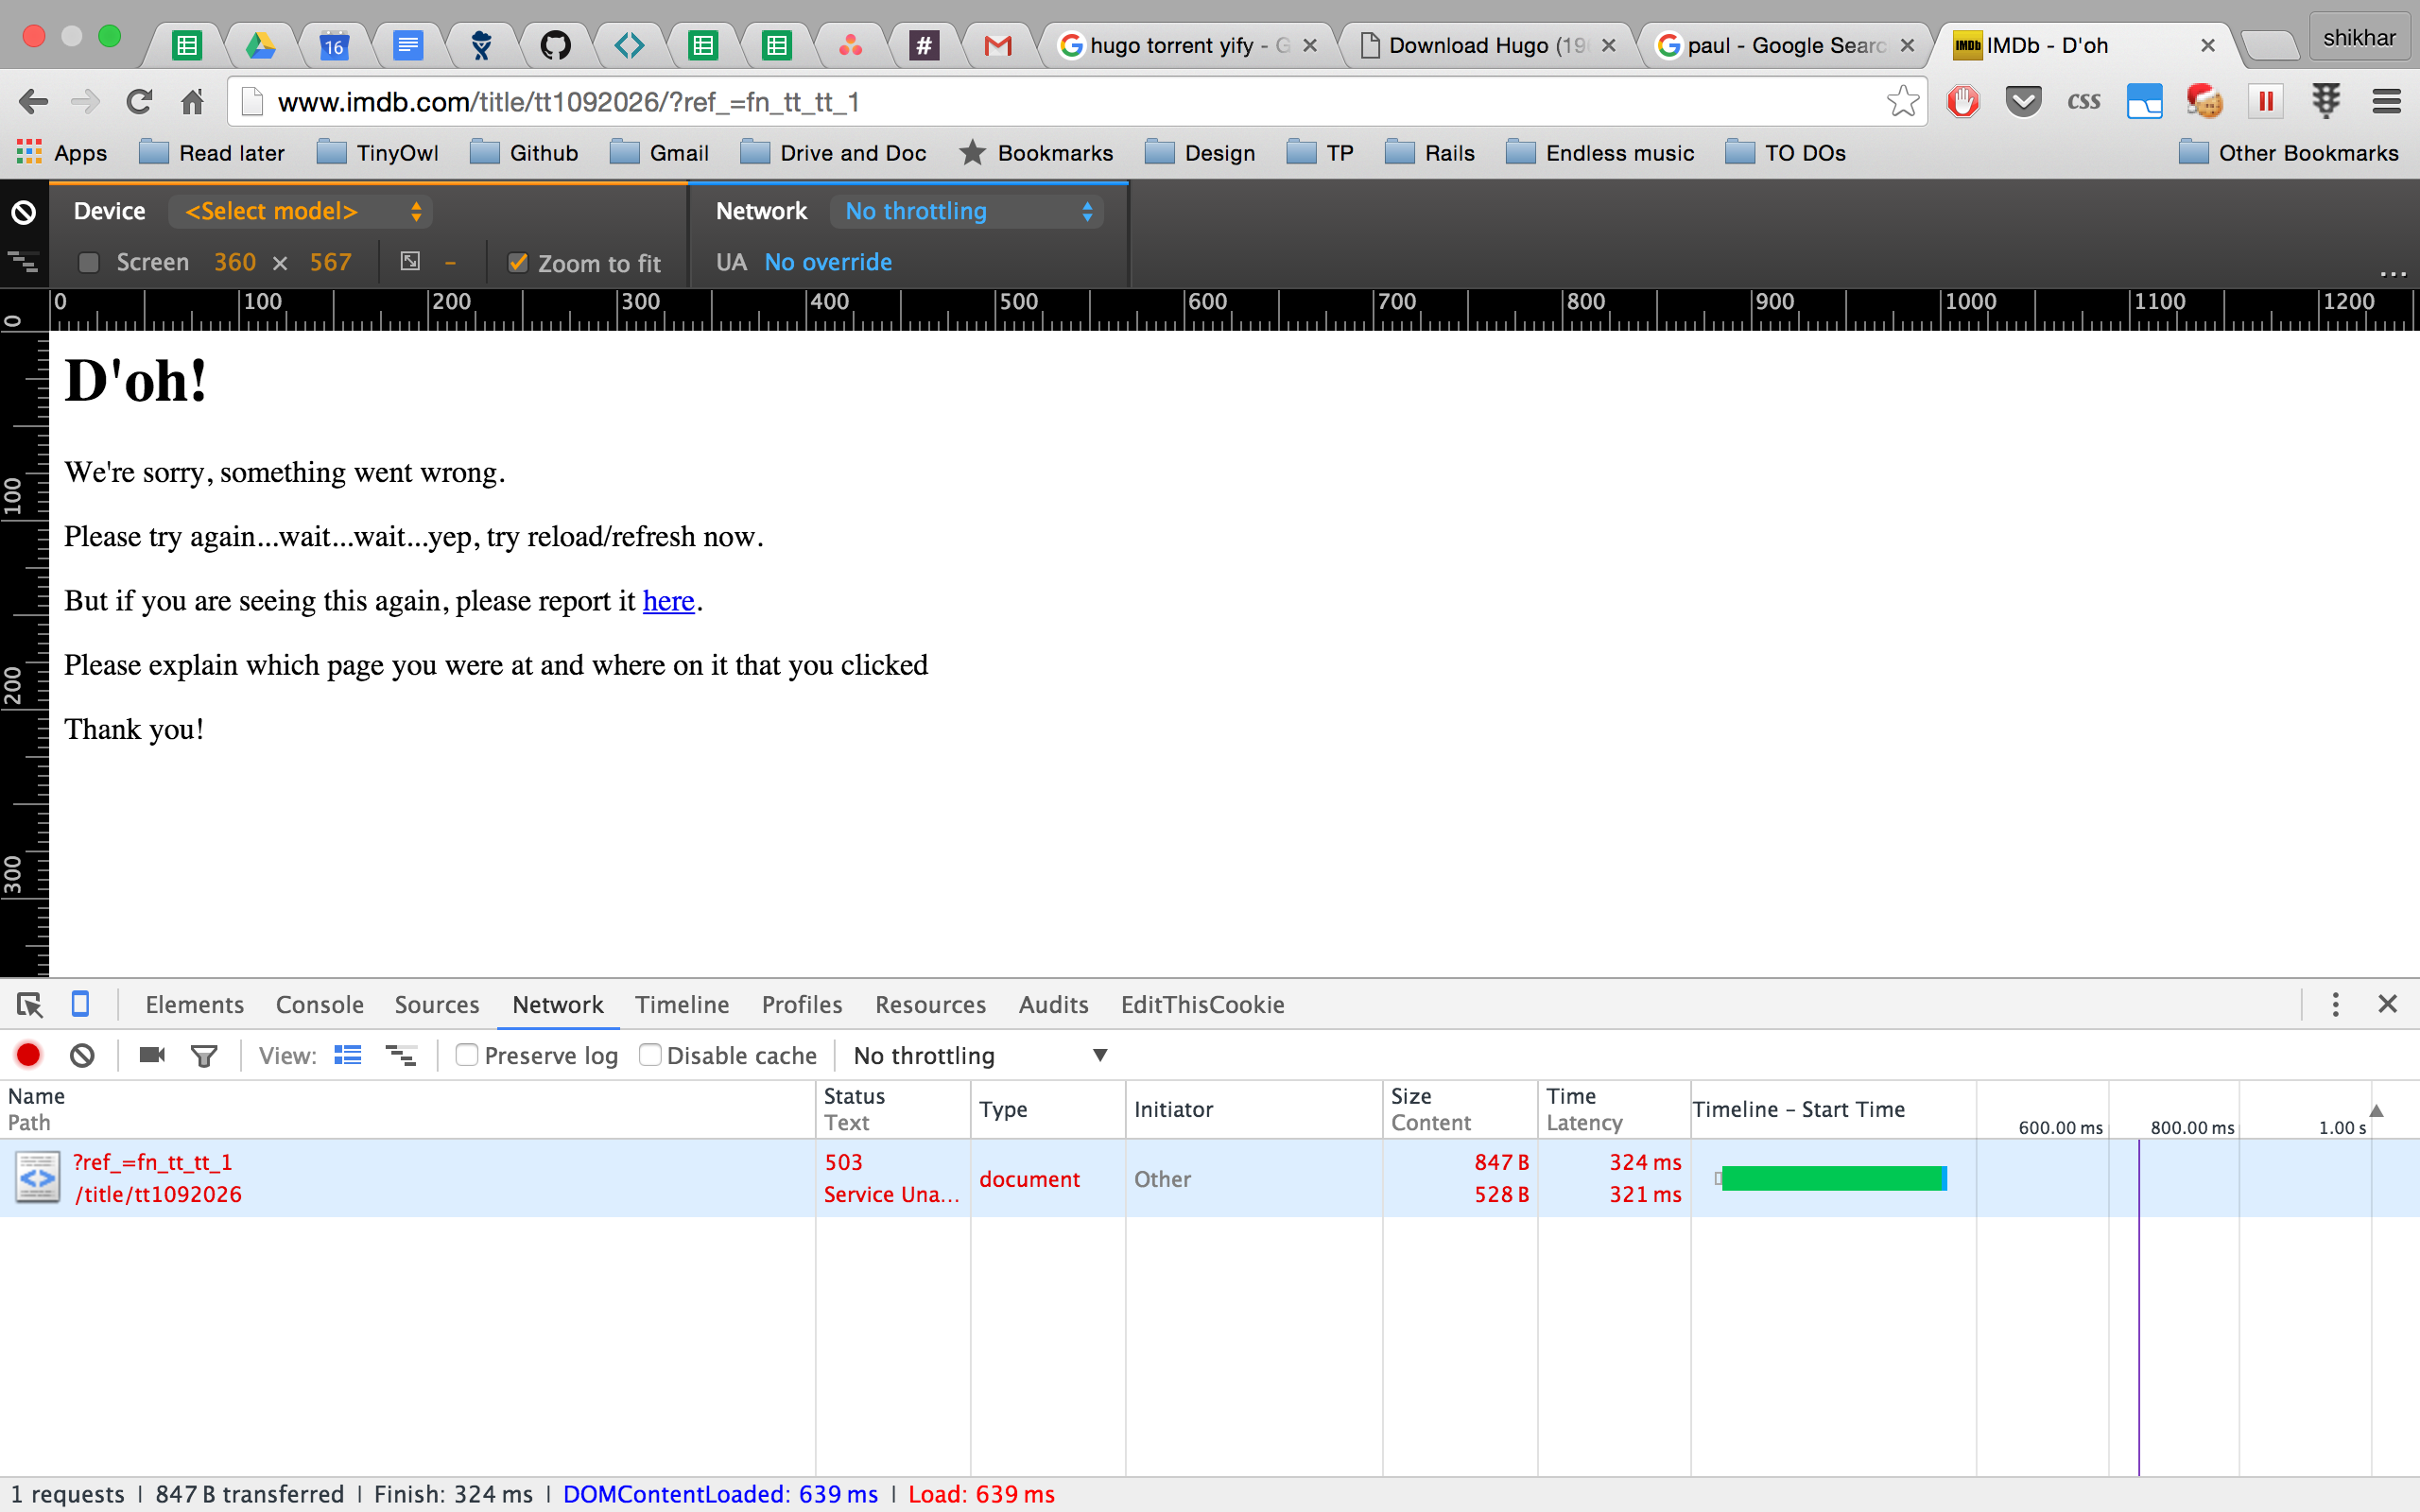 16
#
hugo torrent yify - G
Download Hugo (19
paul - Google Searc
IMDb
IMDb - D'oh
shikhar
www.imdb.com/title/tt1092026/?ref_=fn_tt_tt_1
css
Apps
Read later
TinyOwl
Github
Gmail
Drive and Doc
Bookmarks
Design
TP
Rails
Endless music
TO DOs
Other Bookmarks
Device <Select model>
Network No throttling
Screen 360 × 567 – Zoom to fit
UA No override
...
0 100 200 300 400 500 600 700 800 900 1000 1100 1200
0
100
200
300
D'oh!
We're sorry, something went wrong.
Please try again...wait...wait...yep, try reload/refresh now.
But if you are seeing this again, please report it here.
Please explain which page you were at and where on it that you clicked
Thank you!
Elements Console Sources Network Timeline Profiles Resources Audits EditThisCookie
View: Preserve log Disable cache No throttling
Name
Path
Status
Text
Type
Initiator
Size
Content
Time
Latency
Timeline – Start Time
600.00 ms 800.00 ms 1.00 s
?ref_=fn_tt_tt_1
/title/tt1092026
503
Service Una...
document
Other
847 B
528 B
324 ms
321 ms
1 requests | 847 B transferred | Finish: 324 ms | DOMContentLoaded: 639 ms | Load: 639 ms